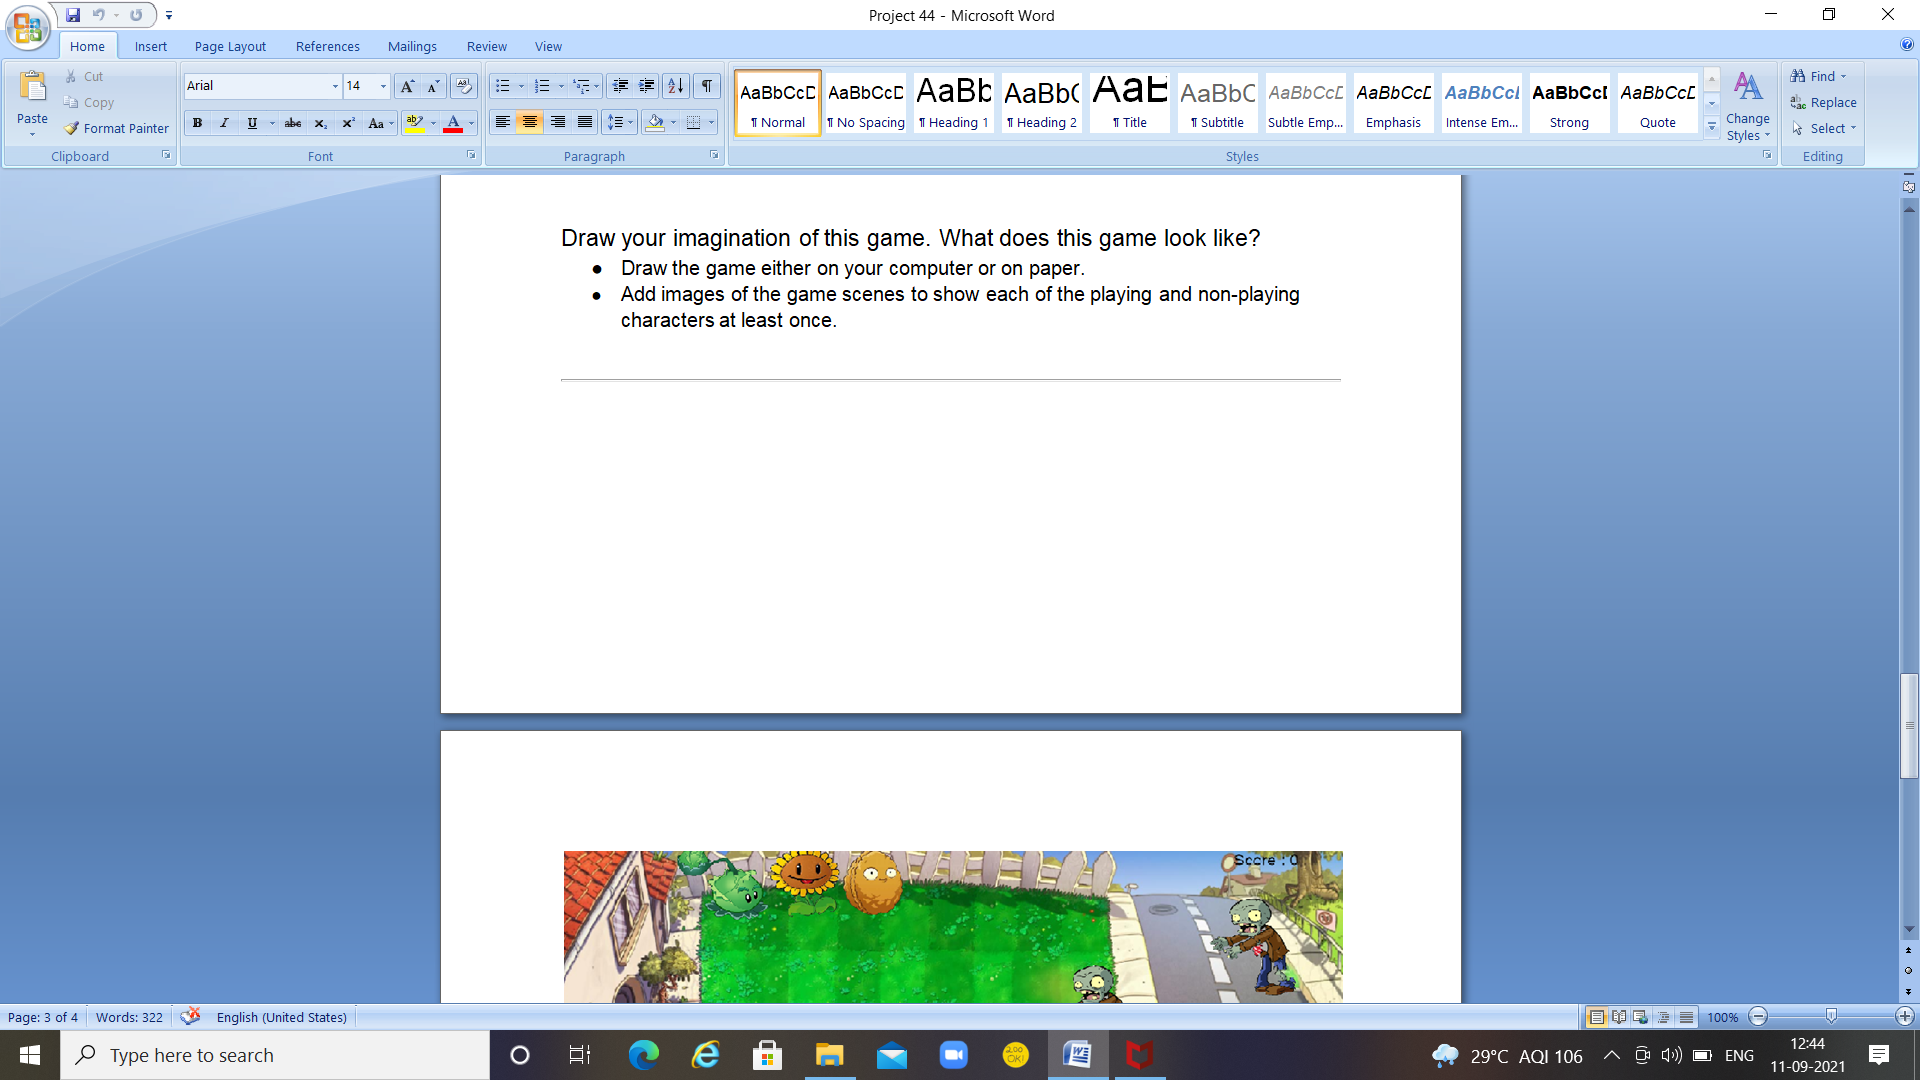 Project 44 - Microsoft Word
Home Insert Page Layout References Mailings Review View
Paste
Cut
Copy
Format Painter
Clipboard
Arial 14
B I U abc x₂ x² Aa
Font
Paragraph
AaBbCcD AaBbCcD AaBb AaBbC AaB AaBbC AaBbCcD AaBbCcD AaBbCcD AaBbCcD AaBbCcD
¶ Normal ¶ No Spacing ¶ Heading 1 ¶ Heading 2 ¶ Title ¶ Subtitle Subtle Emp... Emphasis Intense Em... Strong Quote
Styles
Change
Styles
Find
Replace
Select
Editing
Draw your imagination of this game. What does this game look like?
● Draw the game either on your computer or on paper.
● Add images of the game scenes to show each of the playing and non-playing
characters at least once.
Score : 0
Page: 3 of 4 Words: 322 English (United States) 100%
Type here to search
29°C AQI 106 ENG
12:44
11-09-2021